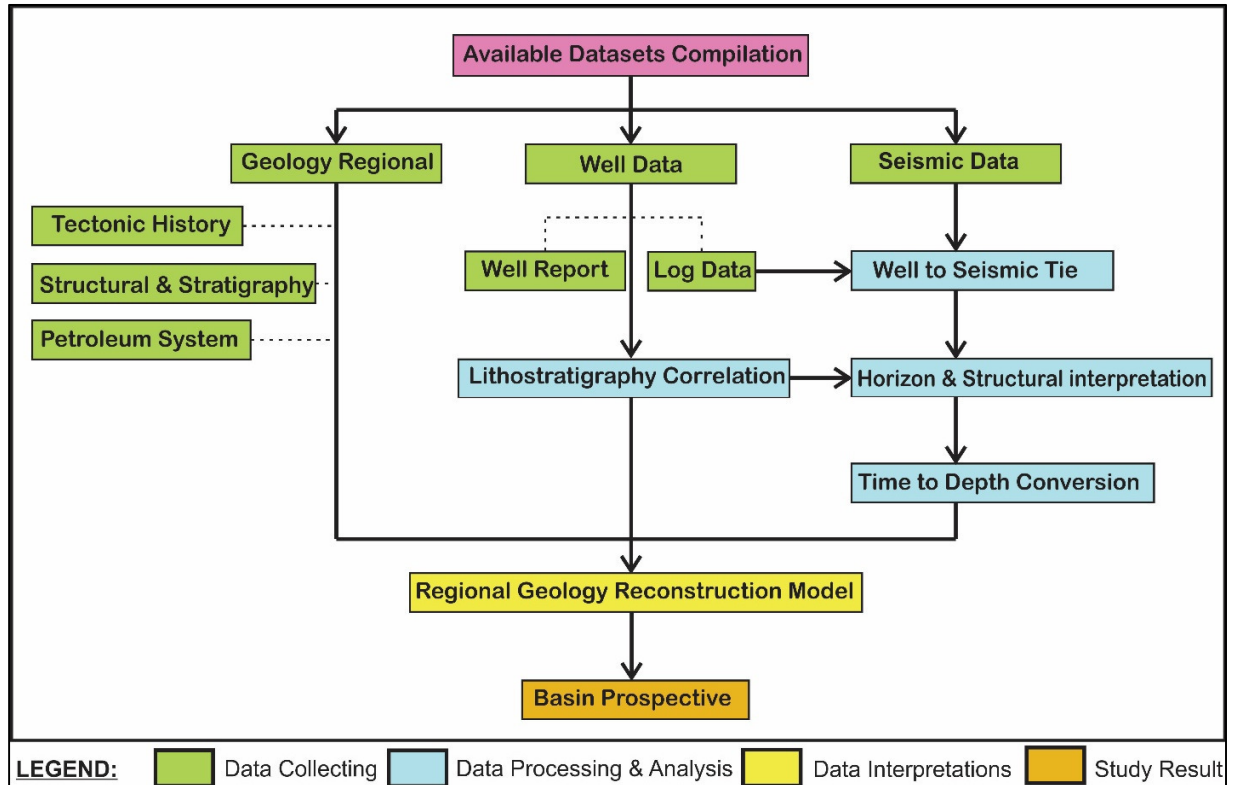 Available Datasets Compilation
Geology Regional
Well Data
Seismic Data
Tectonic History
Well Report
Log Data
Well to Seismic Tie
Structural & Stratigraphy
Petroleum System
Lithostratigraphy Correlation
Horizon & Structural interpretation
Time to Depth Conversion
Regional Geology Reconstruction Model
Basin Prospective
LEGEND:
Data Collecting
Data Processing & Analysis
Data Interpretations
Study Result